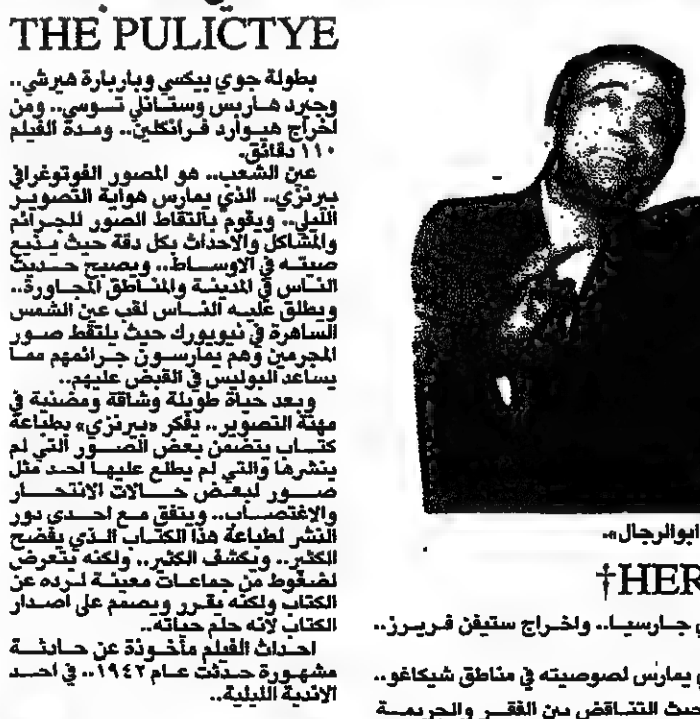 THE PULICTYE
بطولة جوي بيكسي وباربارة هيرشي..
وجيرد هاريس وستانلي توسي.. ومن
اخراج هيوارد فرانكلين.. ومدة الفيلم
١١٠ دقائق.
عين الشعب.. هو المصور الفوتوغرافي
بيرنزي.. الذي يمارس هواية التصوير
الليلي.. ويقوم بالتقاط الصور للجرائم
والمشاكل والاحداث بكل دقة حيث يذيع
صيته في الاوساط.. ويصبح حديث
الناس في المدينة والمناطق المجاورة..
ويطلق عليه الناس لقب عين الشمس
الساهرة في نيويورك حيث يلتقط صور
المجرمين وهم يمارسون جرائمهم مما
يساعد البوليس في القبض عليهم..
وبعد حياة طويلة وشاقة ومضنية في
مهنة التصوير.. يفكر «بيرنزي» بطباعة
كتاب يتضمن بعض الصور التي لم
ينشرها والتي لم يطلع عليها احد مثل
صور لبعض حالات الانتحار
والاغتصاب.. ويتفق مع احدي دور
النشر لطباعة هذا الكتاب الذي يفضح
الكثير.. ويكشف الكثير.. ولكنه يتعرض
لضغوط من جماعات معينة لرده عن
الكتاب ولكنه يقرر ويصمم على اصدار
الكتاب لانه حلم حياته..
احداث الفيلم مأخوذة عن حادثة
مشهورة حدثت عام ١٩٤٢.. في احد
الاندية الليلية..
ابوالرجال».
†HER
ي جارسيا.. واخراج ستيفن فريرز..
م يمارس لصوصيته في مناطق شيكاغو..
حيث التناقض بين الفقر والجريمة